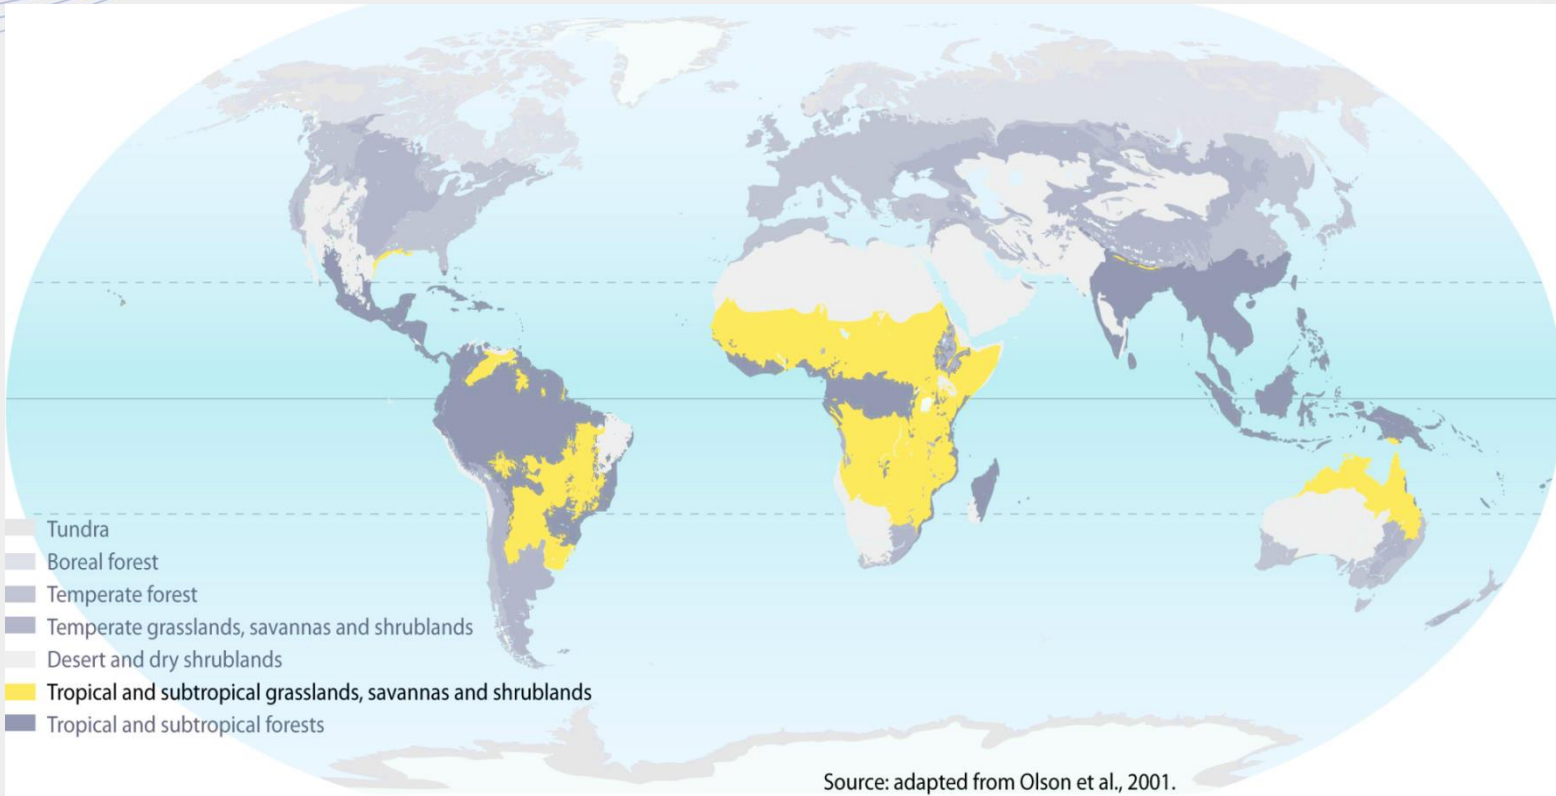 Tundra
Boreal forest
Temperate forest
Temperate grasslands, savannas and shrublands
Desert and dry shrublands
Tropical and subtropical grasslands, savannas and shrublands
Tropical and subtropical forests
Source: adapted from Olson et al., 2001.